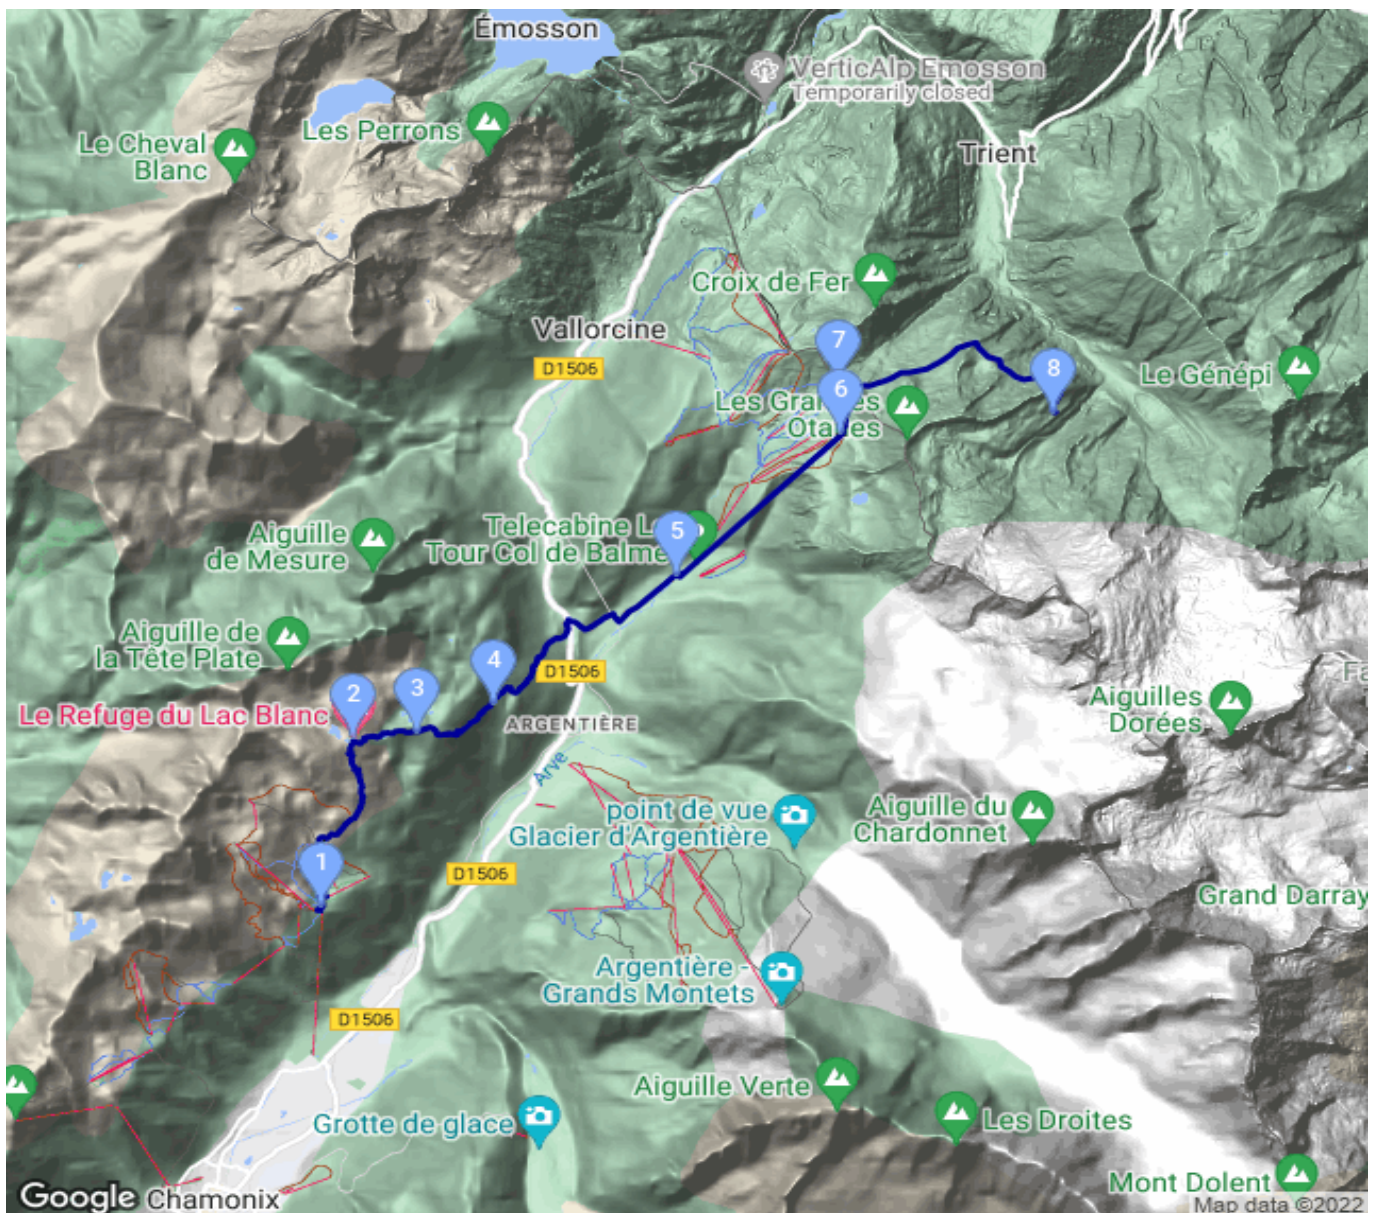 Émosson
VerticAlp Emosson
Temporarily closed
Les Perrons
Le Cheval
Blanc
Trient
Croix de Fer
Vallorcine
7
D1506
8
Le Génépi
6
Les Gra
Aiguille
de Mesure
5
Tour Col de Balme
Aiguille de
la Tête Plate
4
D1506
3
2
Le Refuge du Lac Blanc
Aiguilles
Dorées
ARGENTIÈRE
Arve
point de vue
Glacier d'Argentière
Aiguille du
Chardonnet
1
D1506
Grand Darray
Argentière -
Grands Montets
D1506
Aiguille Verte
Les Droites
Grotte de glace
Mont Dolent
Google
Chamonix
Map data ©2022